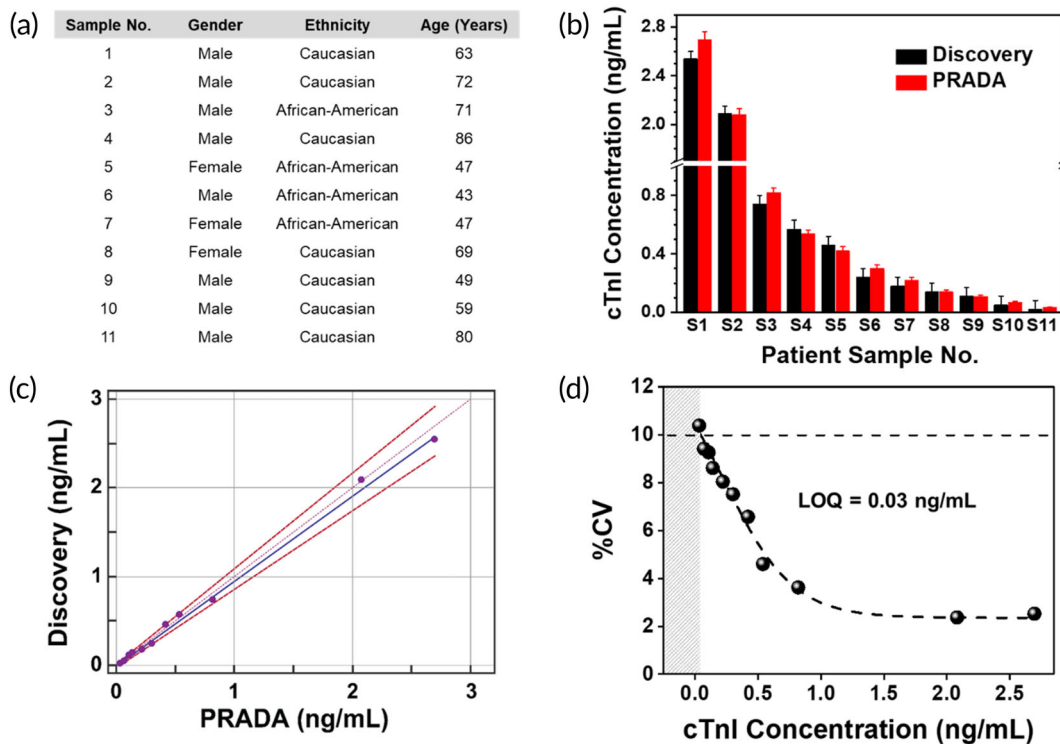 (a)
Sample No. Gender Ethnicity Age (Years)
1 Male Caucasian 63
2 Male Caucasian 72
3 Male African-American 71
4 Male Caucasian 86
5 Female African-American 47
6 Male African-American 43
7 Female African-American 47
8 Female Caucasian 69
9 Male Caucasian 49
10 Male Caucasian 59
11 Male Caucasian 80
(b)
cTnI Concentration (ng/mL)
2.8
2.4
2.0
0.8
0.4
0.0
Discovery
PRADA
S1 S2 S3 S4 S5 S6 S7 S8 S9 S10 S11
Patient Sample No.
(c)
Discovery (ng/mL)
3
2
1
0
0 1 2 3
PRADA (ng/mL)
(d)
%CV
12
10
8
6
4
2
0
LOQ = 0.03 ng/mL
0.0 0.5 1.0 1.5 2.0 2.5
cTnI Concentration (ng/mL)